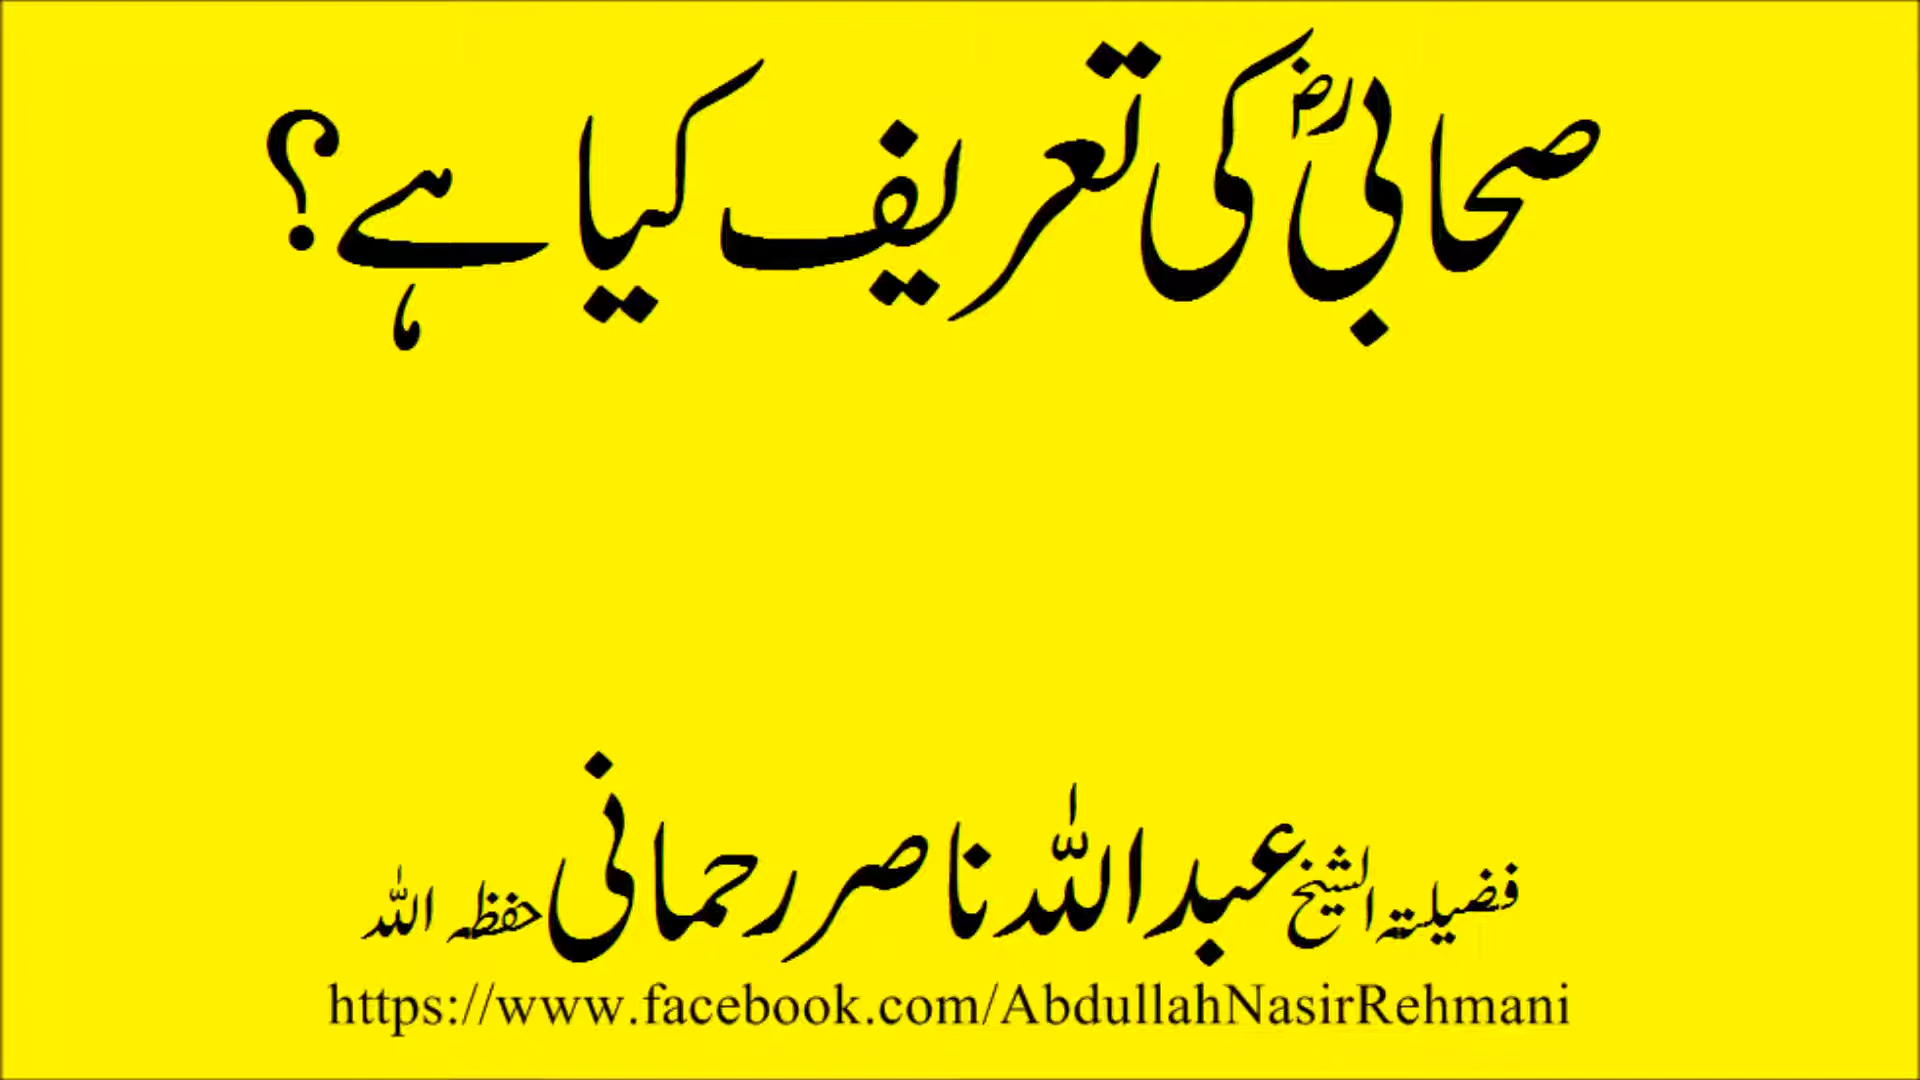 صحابیؓ کی تعریف کیا ہے؟
فضیلۃ الشیخ عبداللہ ناصر رحمانی حفظہ اللہ
https://www.facebook.com/AbdullahNasirRehmani